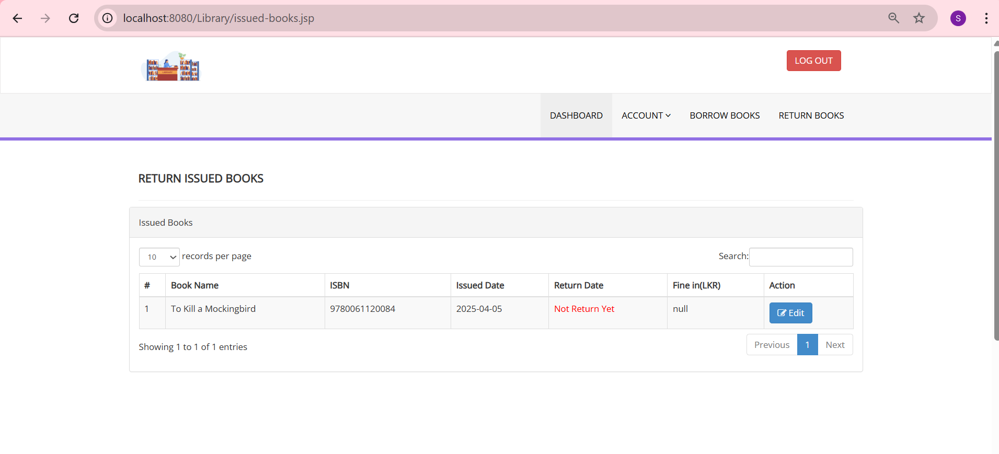 localhost:8080/Library/issued-books.jsp
S
LIBRARY
LOG OUT
DASHBOARD ACCOUNT BORROW BOOKS RETURN BOOKS
RETURN ISSUED BOOKS
Issued Books
10 records per page Search:
# Book Name ISBN Issued Date Return Date Fine in(LKR) Action
1 To Kill a Mockingbird 9780061120084 2025-04-05 Not Return Yet null Edit
Showing 1 to 1 of 1 entries Previous 1 Next